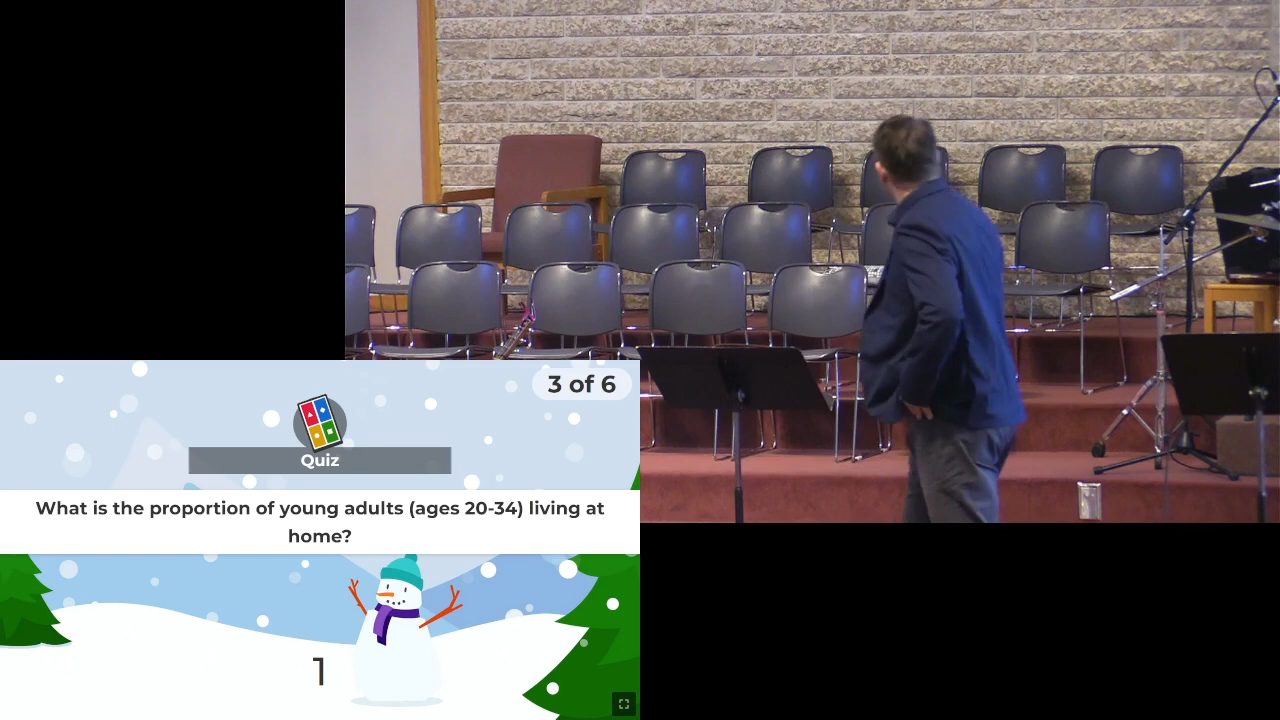 3 of 6
Quiz
What is the proportion of young adults (ages 20-34) living at
home?
1